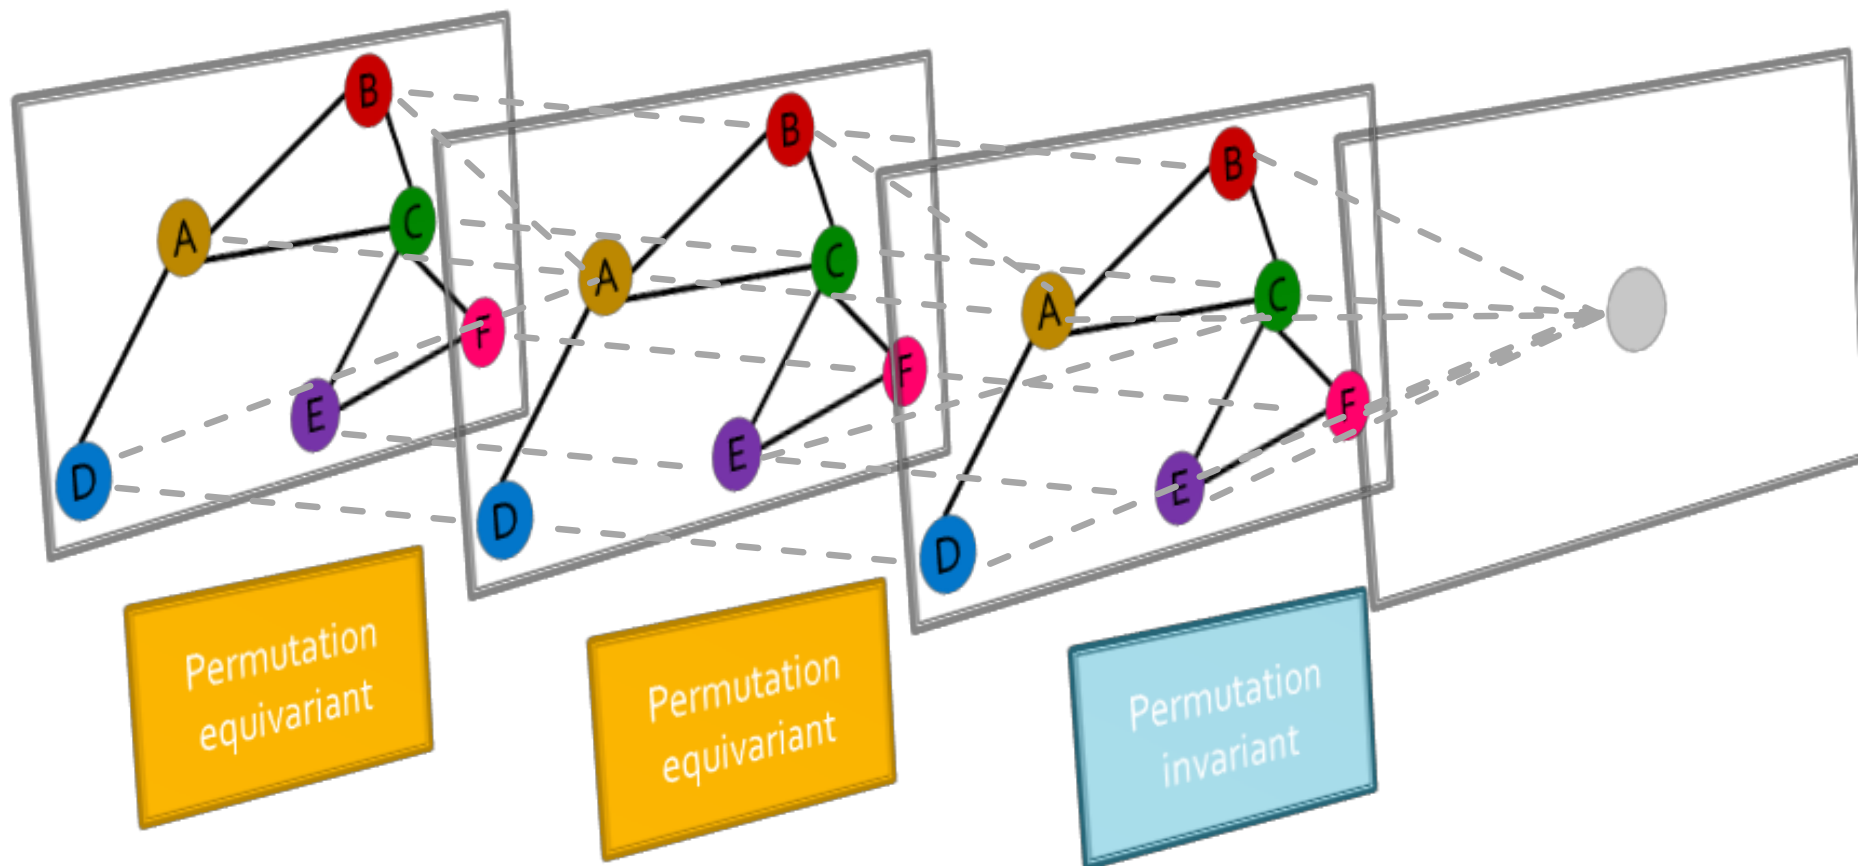 B
A
C
F
E
D
B
A
C
F
E
D
B
A
C
F
E
D
Permutation
equivariant
Permutation
equivariant
Permutation
invariant